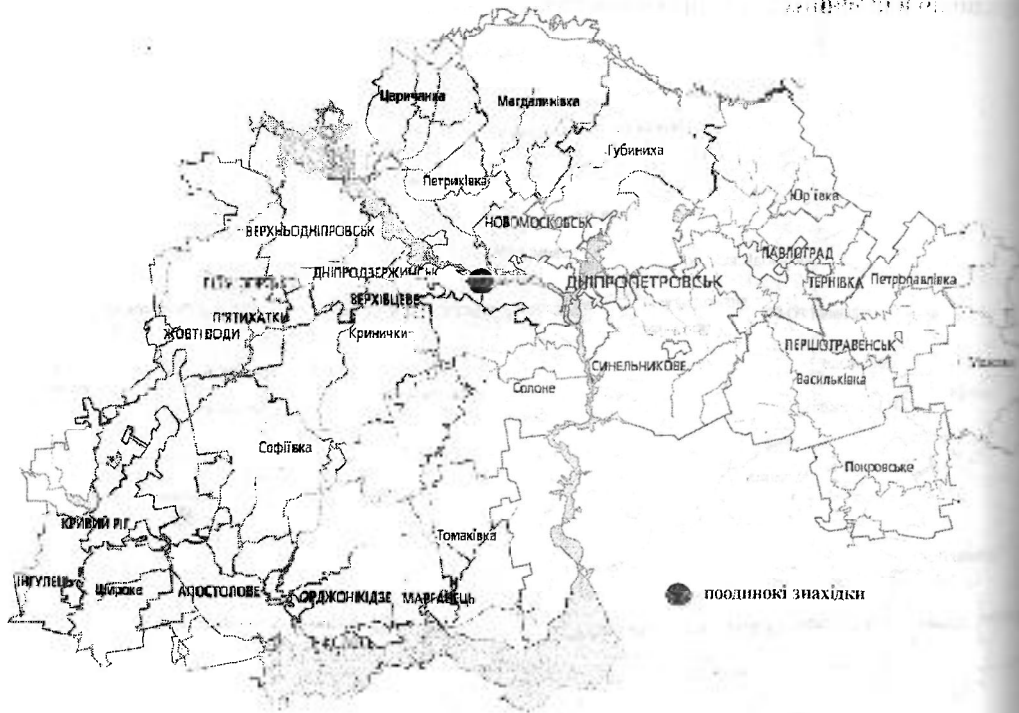 Царичанка
Магдалинівка
Губиниха
Петриківка
Юр'ївка
НОВОМОСКОВСЬК
ВЕРХНЬОДНІПРОВСЬК
ПАВЛОГРАД
ДНІПРОДЗЕРЖИНСЬК
ДНІПРОПЕТРОВСЬК
ТЕРНІВКА
Петропавлівка
ВЕРХІВЦЕВЕ
П'ЯТИХАТКИ
ЖОВТІ ВОДИ
Кринички
ПЕРШОТРАВЕНСЬК
СИНЕЛЬНИКОВЕ
Васильківка
Солоне
Софіївка
Покровське
КРИВИЙ РІГ
Томаківка
ІНГУЛЕЦЬ
Широке
АПОСТОЛОВЕ
ОРДЖОНІКІДЗЕ
МАРГАНЕЦЬ
поодинокі знахідки